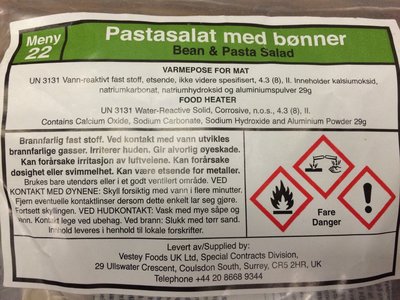 Meny
22
Pastasalat med bønner
Bean & Pasta Salad
VARMEPOSE FOR MAT
UN 3131 Vann-reaktivt fast stoff, etsende, ikke videre spesifisert, 4.3 (8), II. Inneholder kalsiumoksid,
natriumkarbonat, natriumhydroksid og aluminiumspulver 29g
FOOD HEATER
UN 3131 Water-Reactive Solid, Corrosive, n.o.s., 4.3 (8), II.
Contains Calcium Oxide, Sodium Carbonate, Sodium Hydroxide and Aluminium Powder 29g
Brannfarlig fast stoff. Ved kontakt med vann utvikles
brannfarlige gasser. Irriterer huden. Gir alvorlig øyeskade.
Kan forårsake irritasjon av luftveiene. Kan forårsake
døsighet eller svimmelhet. Kan være etsende for metaller.
Brukes bare utendørs eller i et godt ventilert område. VED
KONTAKT MED ØYNENE: Skyll forsiktig med vann i flere minutter.
Fjern eventuelle kontaktlinser dersom dette enkelt lar seg gjøre.
Fortsett skyllingen. VED HUDKONTAKT: Vask med mye såpe og
vann. Kontakt lege ved ubehag. Ved brann: Slukk med tørr sand.
Innhold leveres i henhold til lokale forskrifter.
Fare
Danger
Levert av/Supplied by:
Vestey Foods UK Ltd, Special Contracts Division,
29 Ullswater Crescent, Coulsdon South, Surrey, CR5 2HR, UK
Telephone +44 20 8668 9344